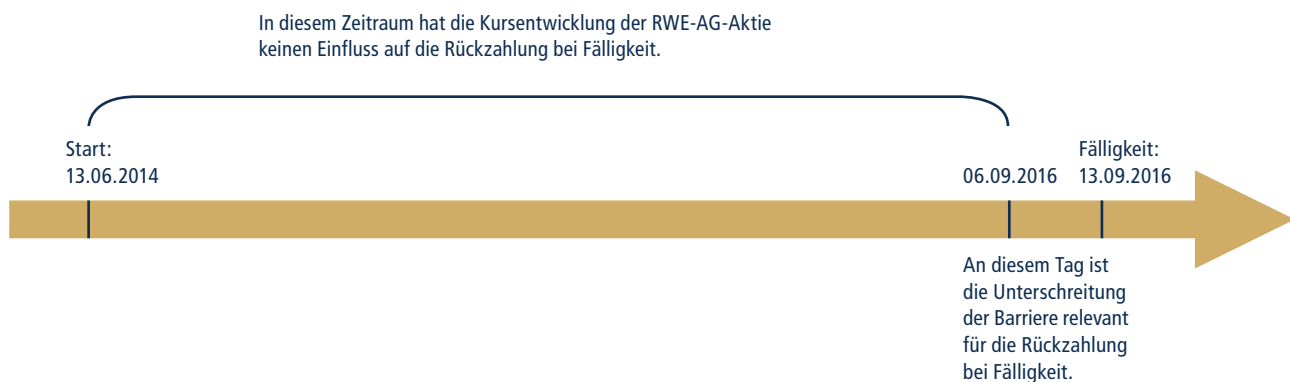 In diesem Zeitraum hat die Kursentwicklung der RWE-AG-Aktie
keinen Einfluss auf die Rückzahlung bei Fälligkeit.
Start:
13.06.2014
06.09.2016
Fälligkeit:
13.09.2016
An diesem Tag ist
die Unterschreitung
der Barriere relevant
für die Rückzahlung
bei Fälligkeit.